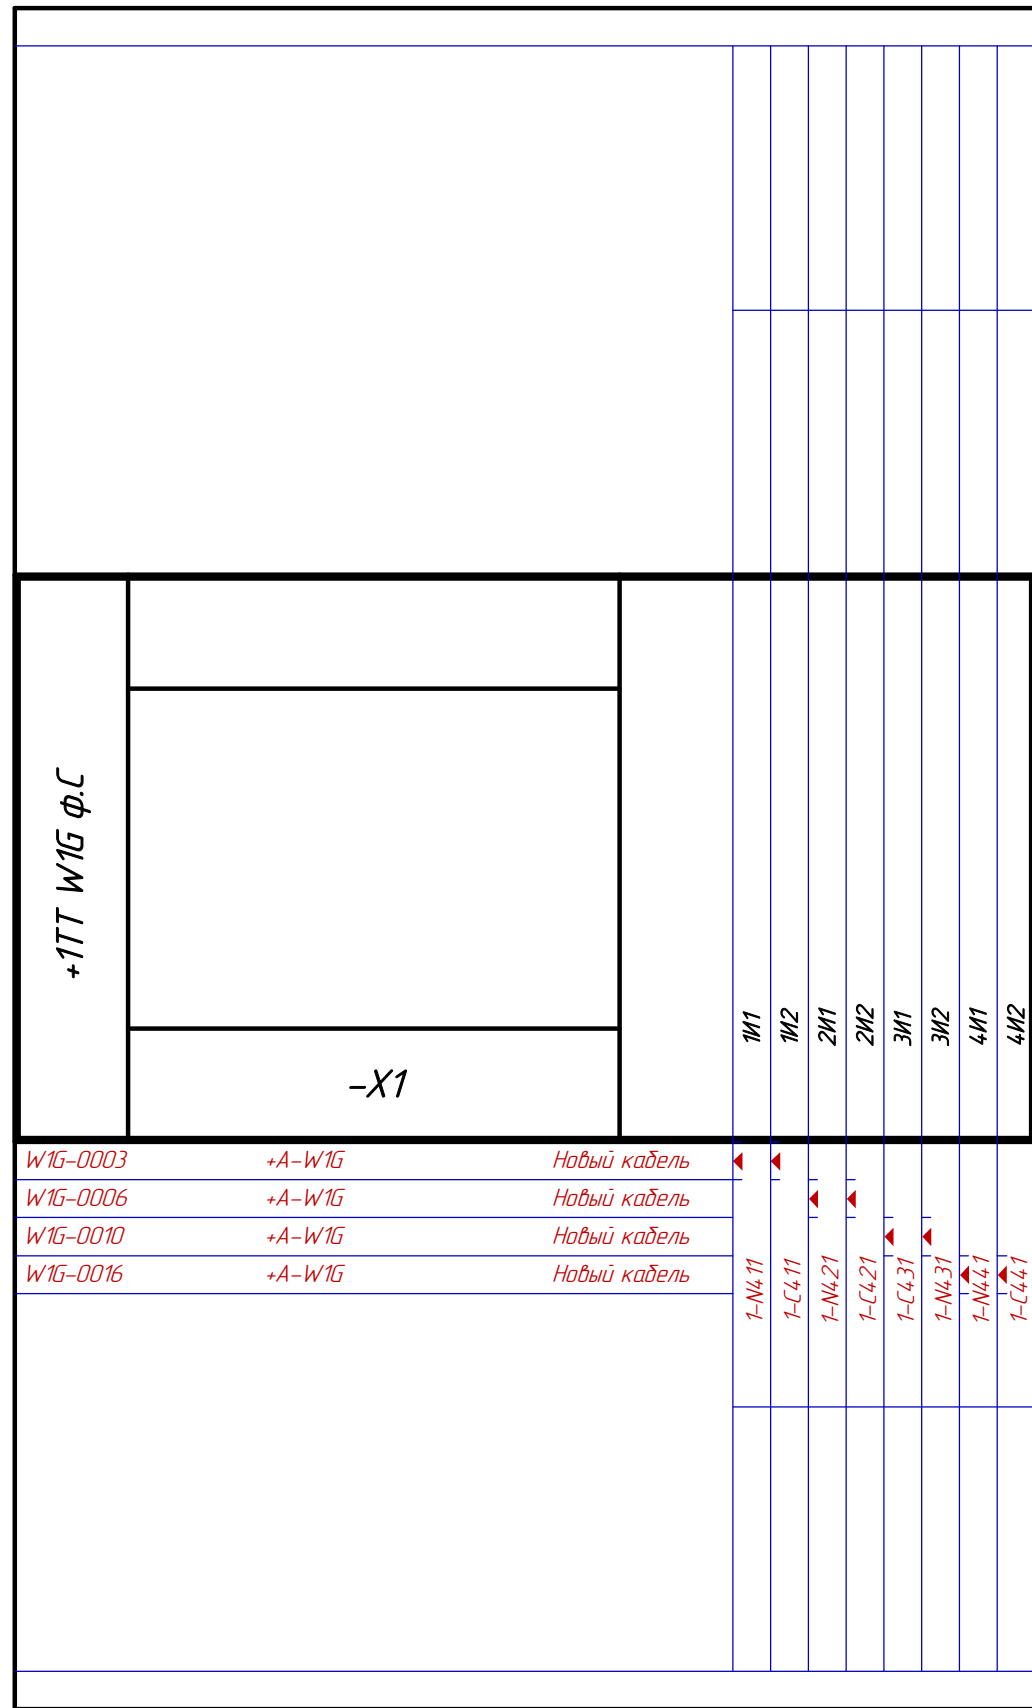 +1ТТ W1G ф.С
-X1
1И1
1И2
2И1
2И2
3И1
3И2
4И1
4И2
W1G-0003 +A-W1G Новый кабель
W1G-0006 +A-W1G Новый кабель
W1G-0010 +A-W1G Новый кабель
W1G-0016 +A-W1G Новый кабель
1-N411
1-C411
1-N421
1-C421
1-C431
1-N431
1-N441
1-C441